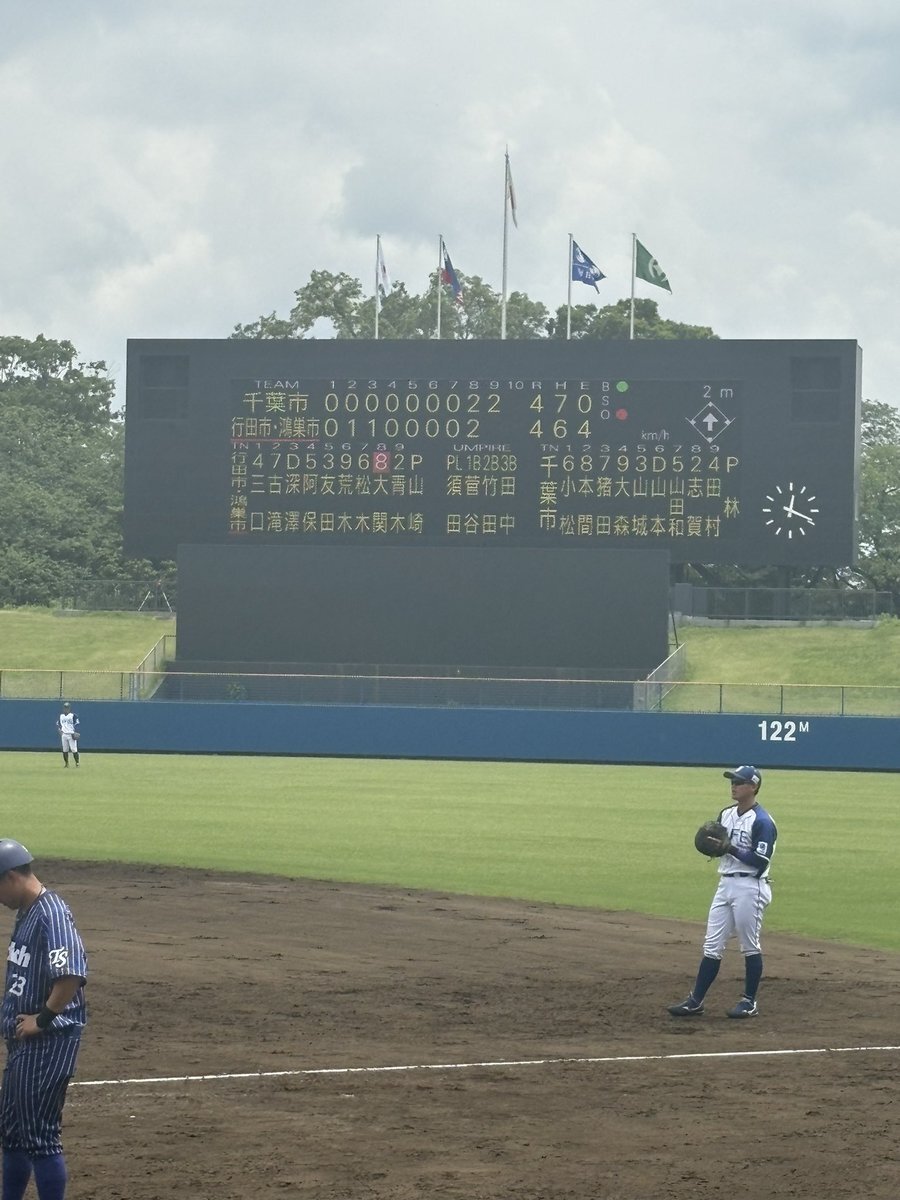 TEAM 1 2 3 4 5 6 7 8 9 10 R H E B
千葉市 0 0 0 0 0 0 0 2 2 4 7 0 S
行田市・鴻巣市 0 1 1 0 0 0 0 2 4 6 4 O
2 m
km/h
TN 1 2 3 4 5 6 7 8 9 UMPIRE TN 1 2 3 4 5 6 7 8 9
行田市・鴻巣市
4 7 D 5 3 9 6 8 2 P
三口 古滝 深澤 阿保 友田 荒木 松木 大関 青木 山崎
PL 1B 2B 3B
須田 菅谷 竹田 田中
千葉市
6 8 7 9 3 D 5 2 4 P
小松 本間 猪田 大森 山城 山本 山田和 志賀 田村 林
122M
TS
23